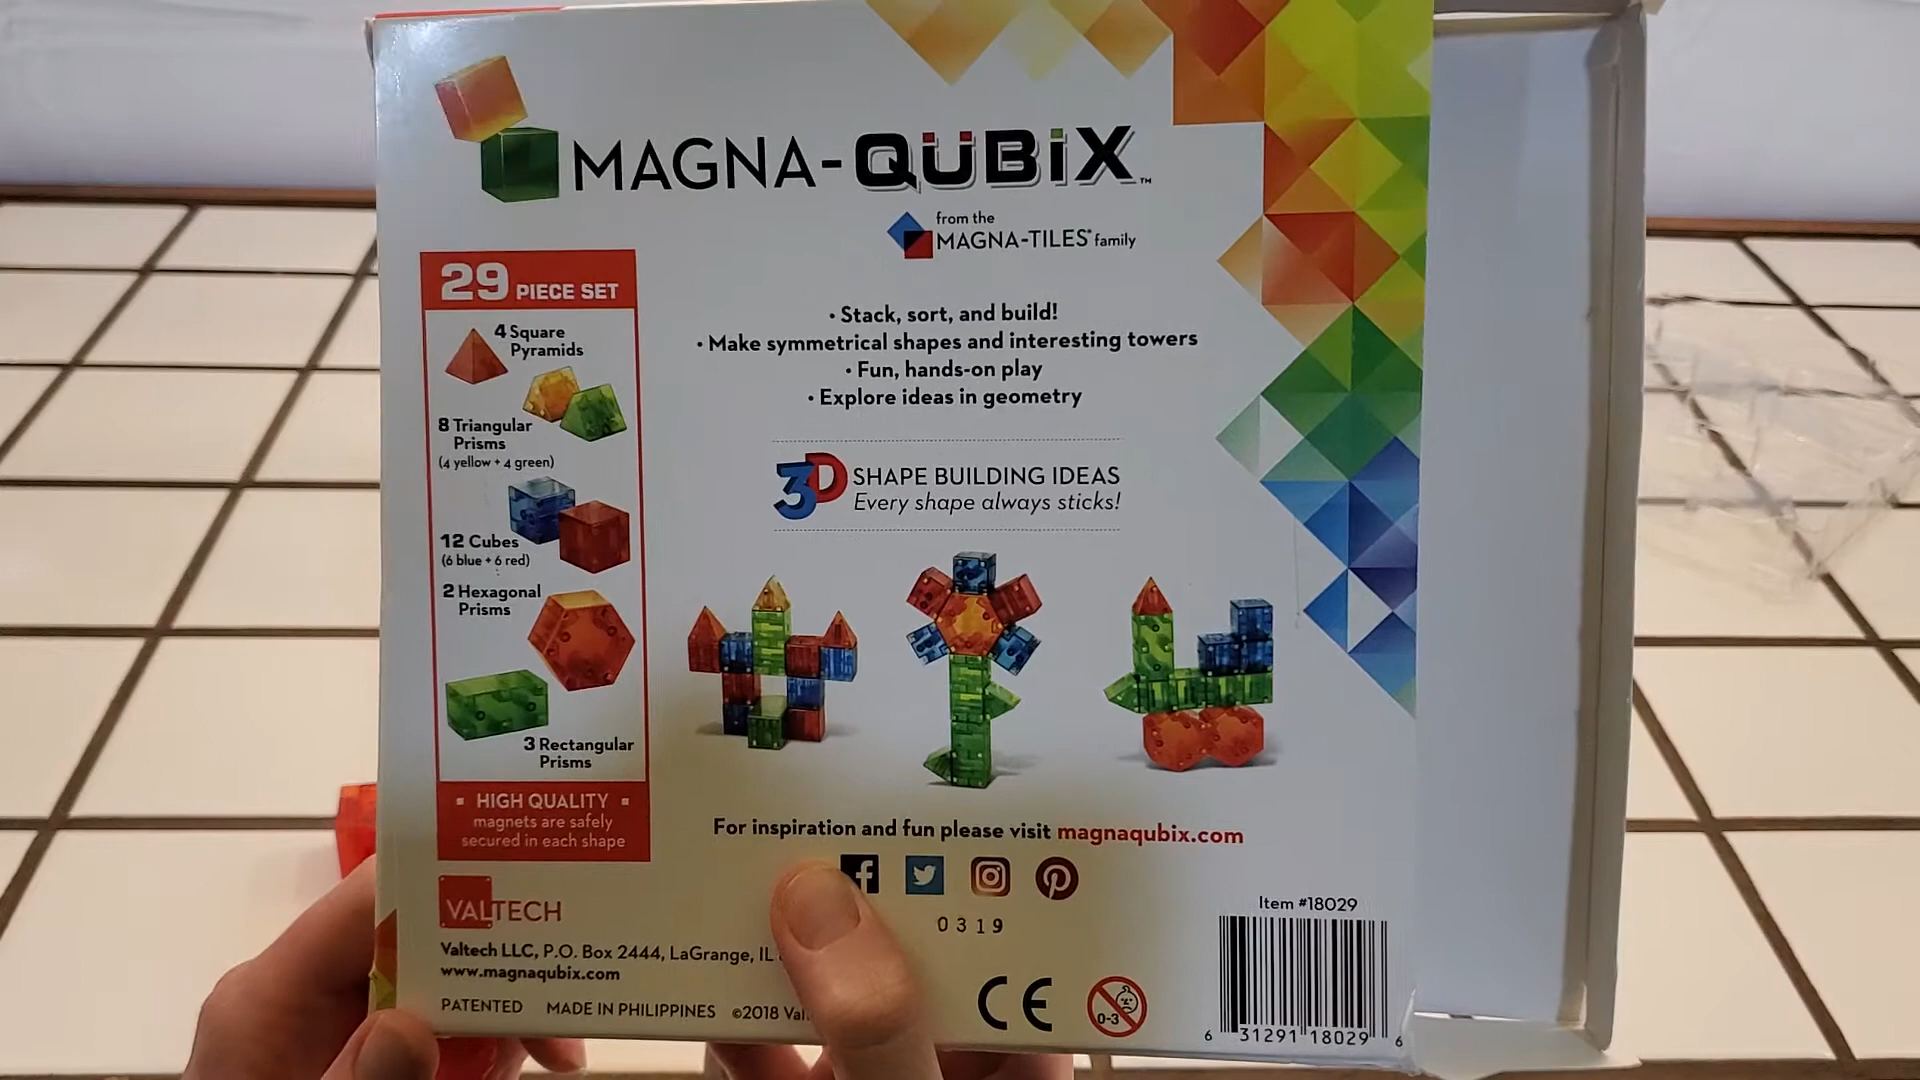 MAGNA-QÜBiX™
from the
MAGNA-TILES® family
29 PIECE SET
4 Square
Pyramids
8 Triangular
Prisms
(4 yellow + 4 green)
12 Cubes
(6 blue + 6 red)
2 Hexagonal
Prisms
3 Rectangular
Prisms
▪ HIGH QUALITY ▪
magnets are safely
secured in each shape
• Stack, sort, and build!
• Make symmetrical shapes and interesting towers
• Fun, hands-on play
• Explore ideas in geometry
3D SHAPE BUILDING IDEAS
Every shape always sticks!
For inspiration and fun please visit magnaqubix.com
0319
VALTECH
Valtech LLC, P.O. Box 2444, LaGrange, IL
www.magnaqubix.com
PATENTED MADE IN PHILIPPINES ©2018
CE
0-3
Item #18029
6 31291 18029 6